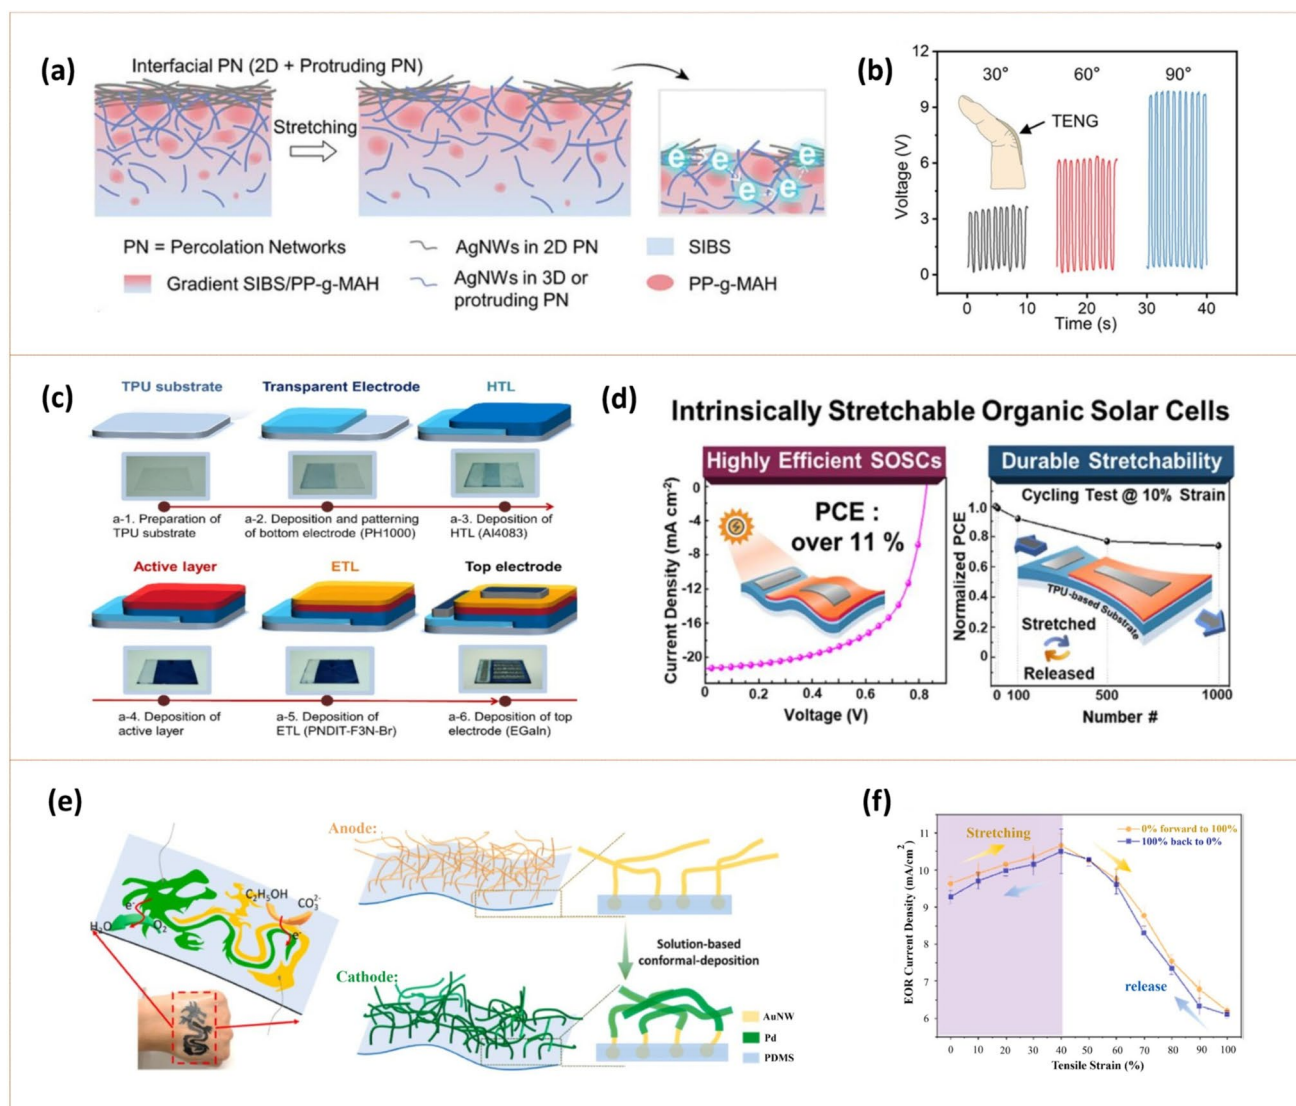 (a)
Interfacial PN (2D + Protruding PN)
Stretching
e
e
e
e
e
PN = Percolation Networks
AgNWs in 2D PN
SIBS
Gradient SIBS/PP-g-MAH
AgNWs in 3D or
protruding PN
PP-g-MAH
(b)
Voltage (V)
12
9
6
3
0
30°
60°
90°
TENG
0
10
20
30
40
Time (s)
(c)
TPU substrate
Transparent Electrode
HTL
a-1. Preparation of
TPU substrate
a-2. Deposition and patterning
of bottom electrode (PH1000)
a-3. Deposition of
HTL (AI4083)
Active layer
ETL
Top electrode
a-4. Deposition of
active layer
a-5. Deposition of
ETL (PNDIT-F3N-Br)
a-6. Deposition of top
electrode (EGaIn)
(d)
Intrinsically Stretchable Organic Solar Cells
Highly Efficient SOSCs
Current Density (mA cm⁻²)
0
-4
-8
-12
-16
-20
PCE :
over 11 %
0
0.2
0.4
0.6
0.8
Voltage (V)
Durable Stretchability
Cycling Test @ 10% Strain
Normalized PCE
1.0
0.8
0.6
0.4
0.2
0
TPU-based Substrate
Stretched
Released
0
100
500
1000
Number #
(e)
C₂H₅OH
CO₃²⁻
e⁻
H₂O
O₂
e⁻
Anode:
Solution-based
conformal-deposition
Cathode:
AuNW
Pd
PDMS
(f)
EOR Current Density (mA/cm²)
11
10
9
8
7
6
Stretching
0% forward to 100%
100% back to 0%
release
0
10
20
30
40
50
60
70
80
90
100
Tensile Strain (%)